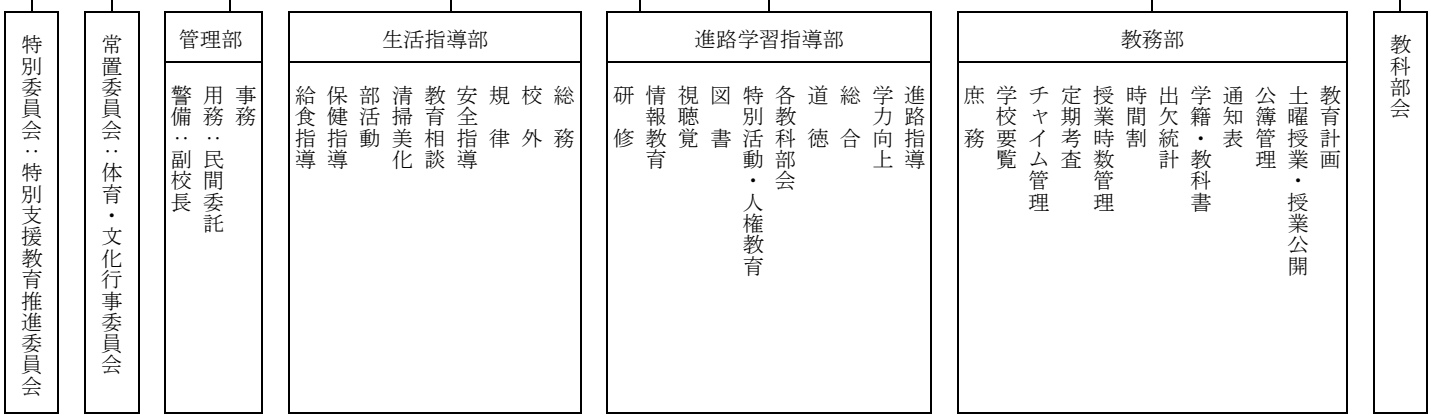 教科部会
教務部
教育計画
土曜授業・授業公開
公簿管理
通知表
学籍・教科書
出欠統計
時間割
授業時数管理
定期考査
チャイム管理
学校要覧
庶務
進路学習指導部
進路指導
学力向上
総合
道徳
各教科部会
特別活動・人権教育
図書
視聴覚
情報教育
研修
生活指導部
総務
校外
規律
安全指導
教育相談
清掃美化
部活動
保健指導
給食指導
管理部
事務
用務:民間委託
警備:副校長
常置委員会:体育・文化行事委員会
特別委員会:特別支援教育推進委員会